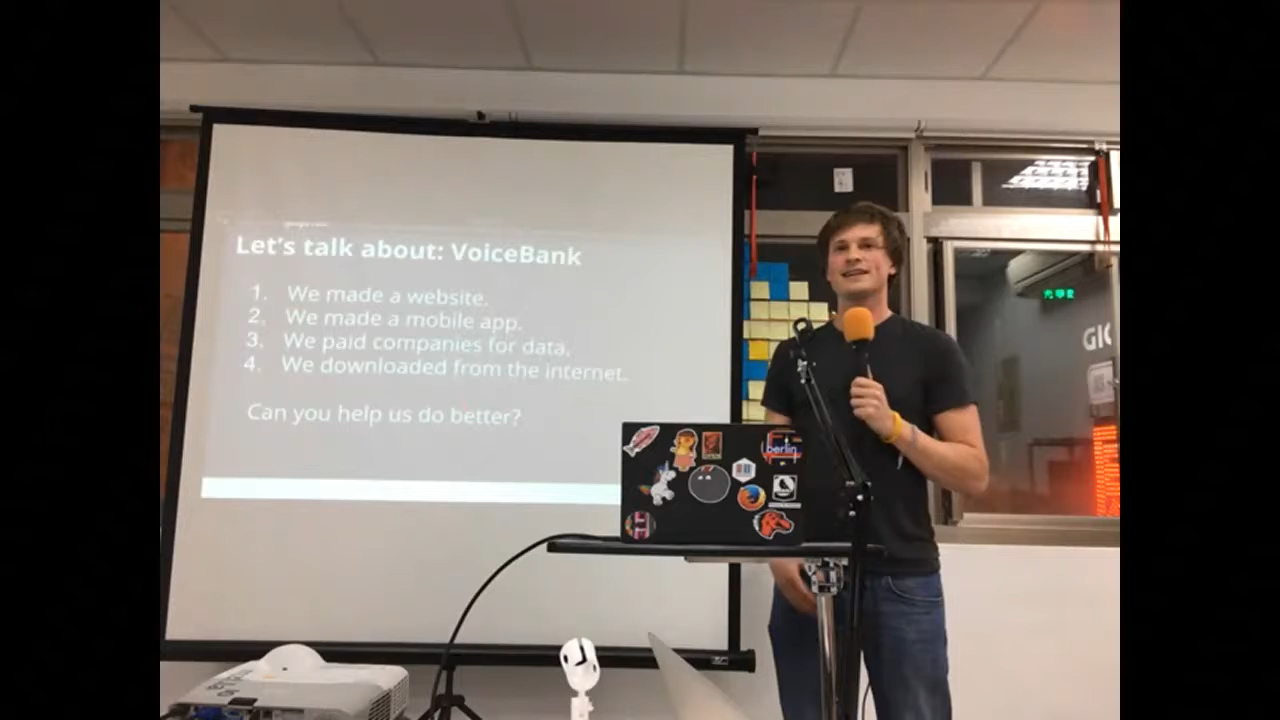 Let's talk about: VoiceBank
1. We made a website.
2. We made a mobile app.
3. We paid companies for data.
4. We downloaded from the internet.
Can you help us do better?
berlin
GIC